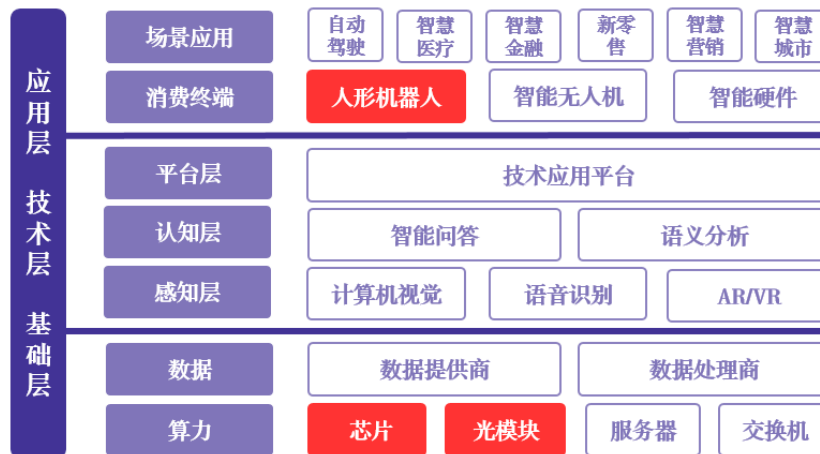 应用层 技术层 基础层
场景应用
自动
驾驶
智慧
医疗
智慧
金融
新零
售
智慧
营销
智慧
城市
消费终端
人形机器人
智能无人机
智能硬件
平台层
技术应用平台
认知层
智能问答
语义分析
感知层
计算机视觉
语音识别
AR/VR
数据
数据提供商
数据处理商
算力
芯片
光模块
服务器
交换机